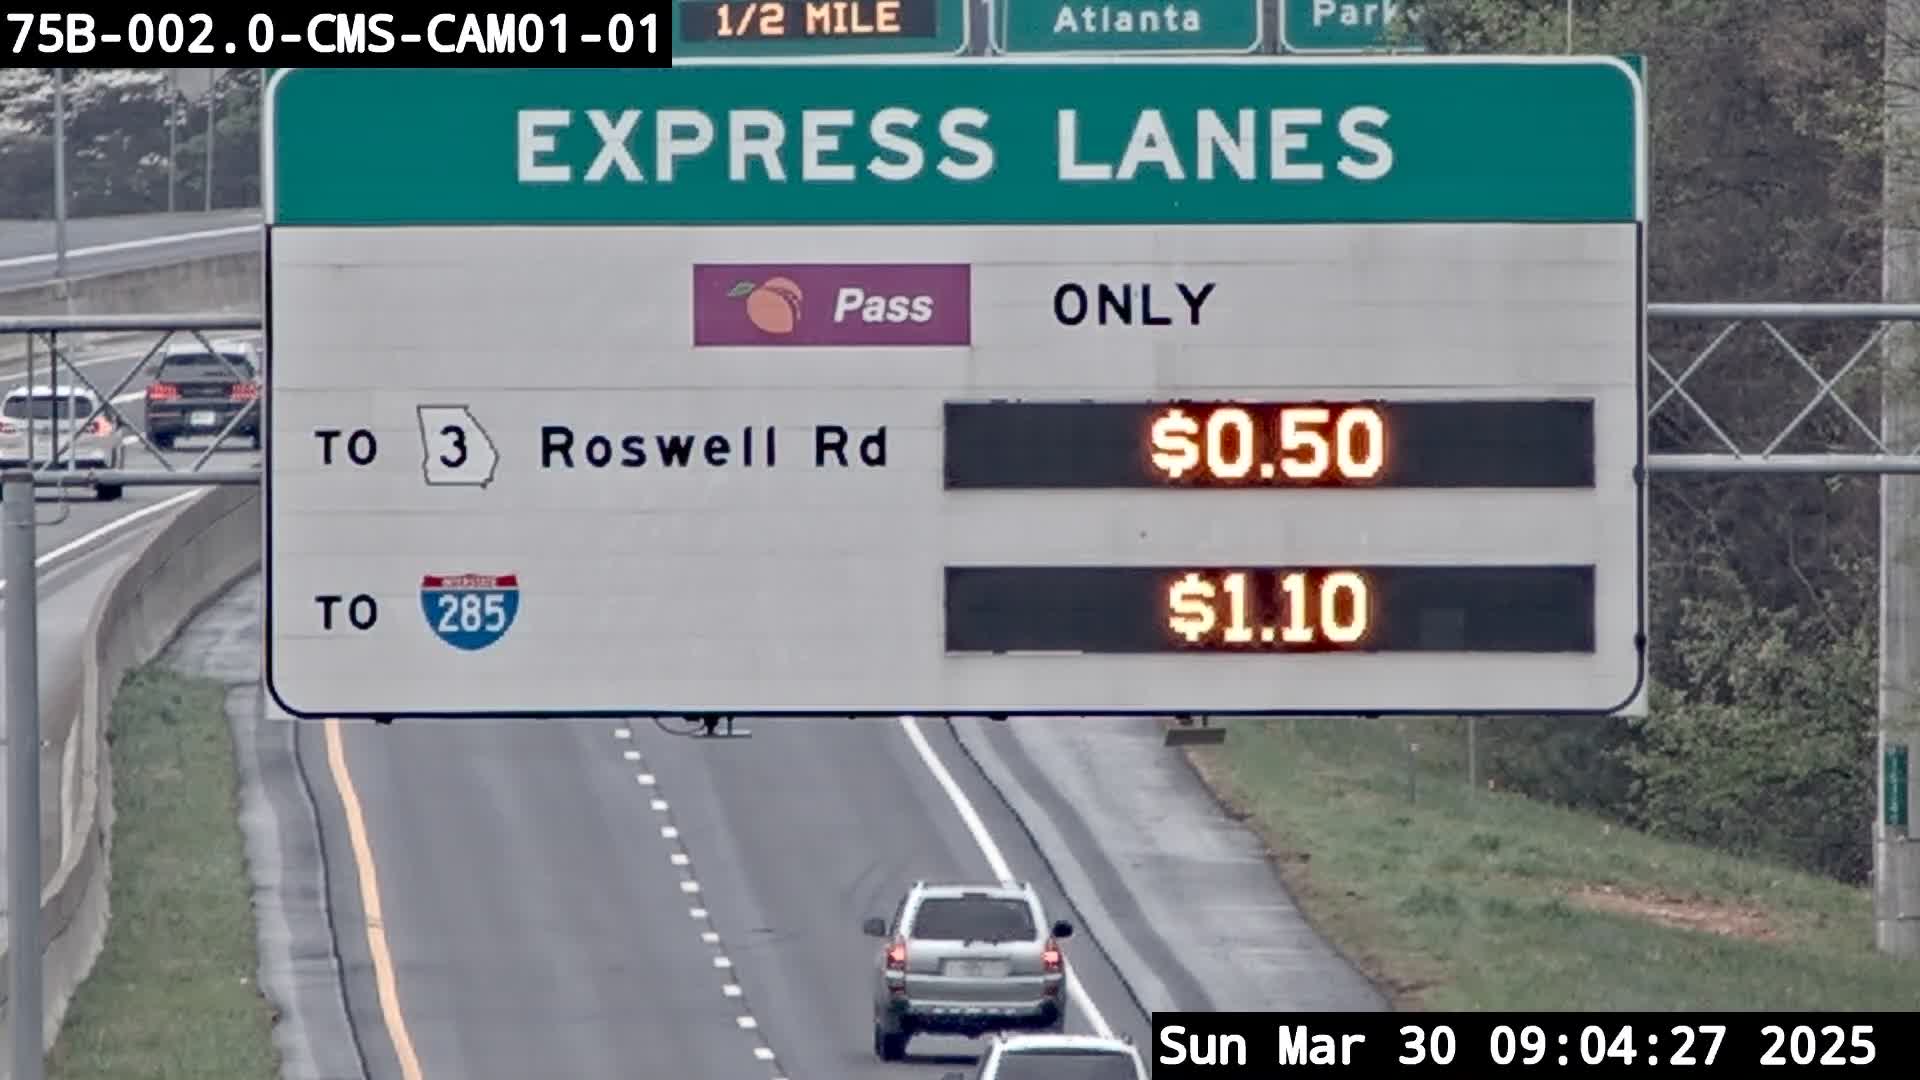 75B-002.0-CMS-CAM01-01
1/2 MILE
Atlanta
EXPRESS LANES
Pass ONLY
TO 3 Roswell Rd $0.50
TO INTERSTATE 285 $1.10
Sun Mar 30 09:04:27 2025